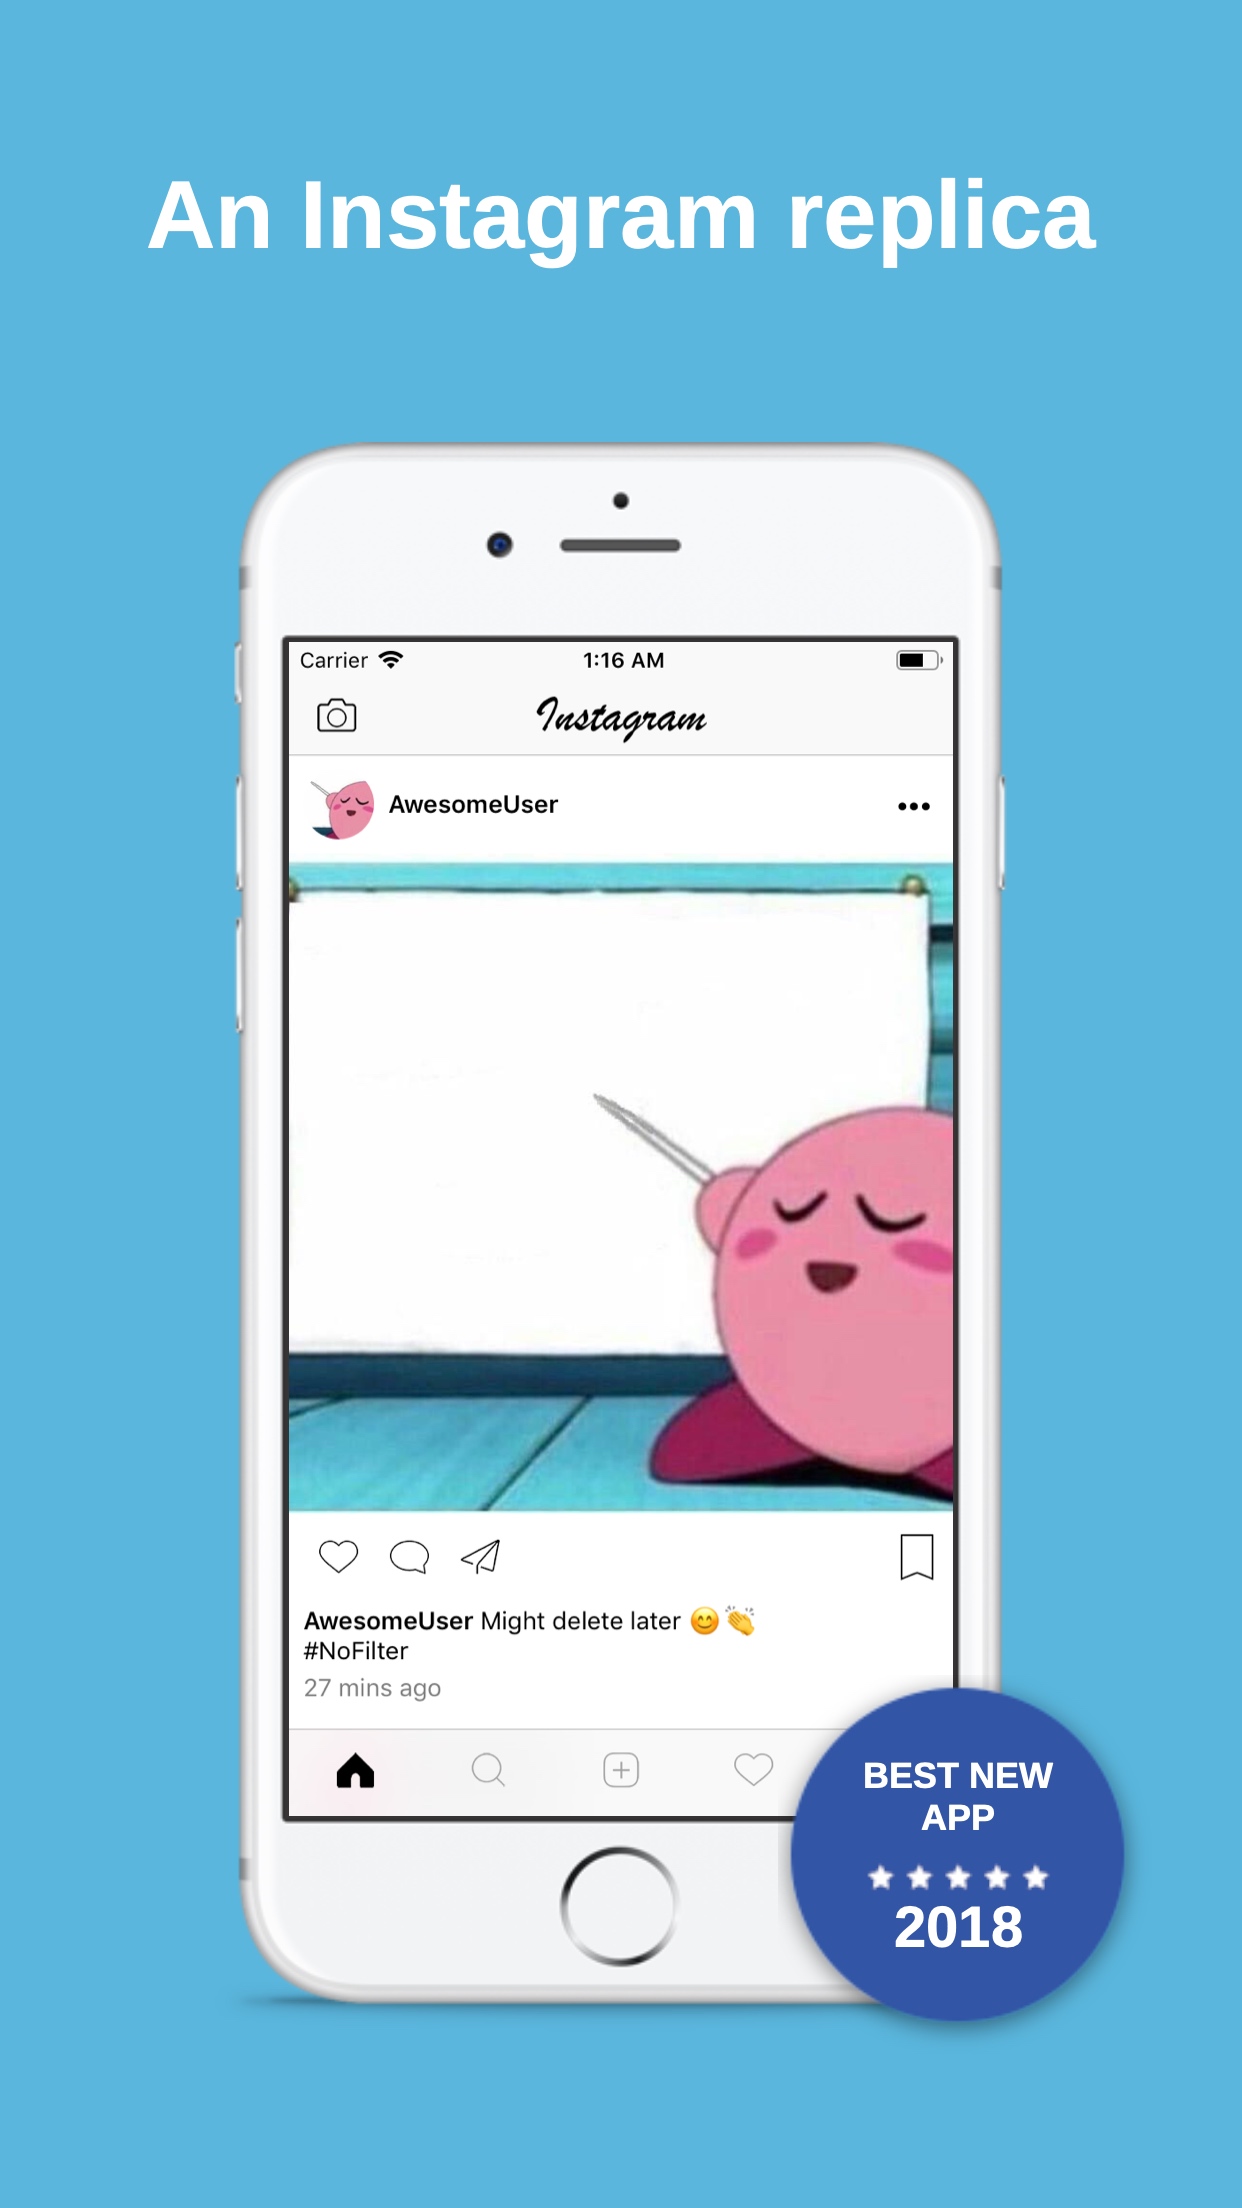 An Instagram replica
Carrier 1:16 AM
Instagram
AwesomeUser
AwesomeUser Might delete later 😊 👏
#NoFilter
27 mins ago
BEST NEW
APP
2018